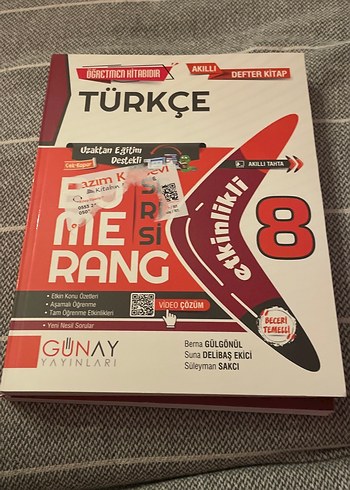 ÖĞRETMEN KİTABIDIR
AKILLI
DEFTER KİTAP
TÜRKÇE
Uzaktan Eğitim
Destekli
AKILLI TAHTA
ME
RANG
etkinlikli
8
• Etkin Konu Özetleri
• Aşamalı Öğrenme
• Tam Öğrenme Etkinlikleri
• Yeni Nesil Sorular
VİDEO ÇÖZÜM
BECERİ
TEMELLİ
GÜNAY
YAYINLARI
Berna GÜLGÖNÜL
Suna DELİBAŞ EKİCİ
Süleyman SAKCI